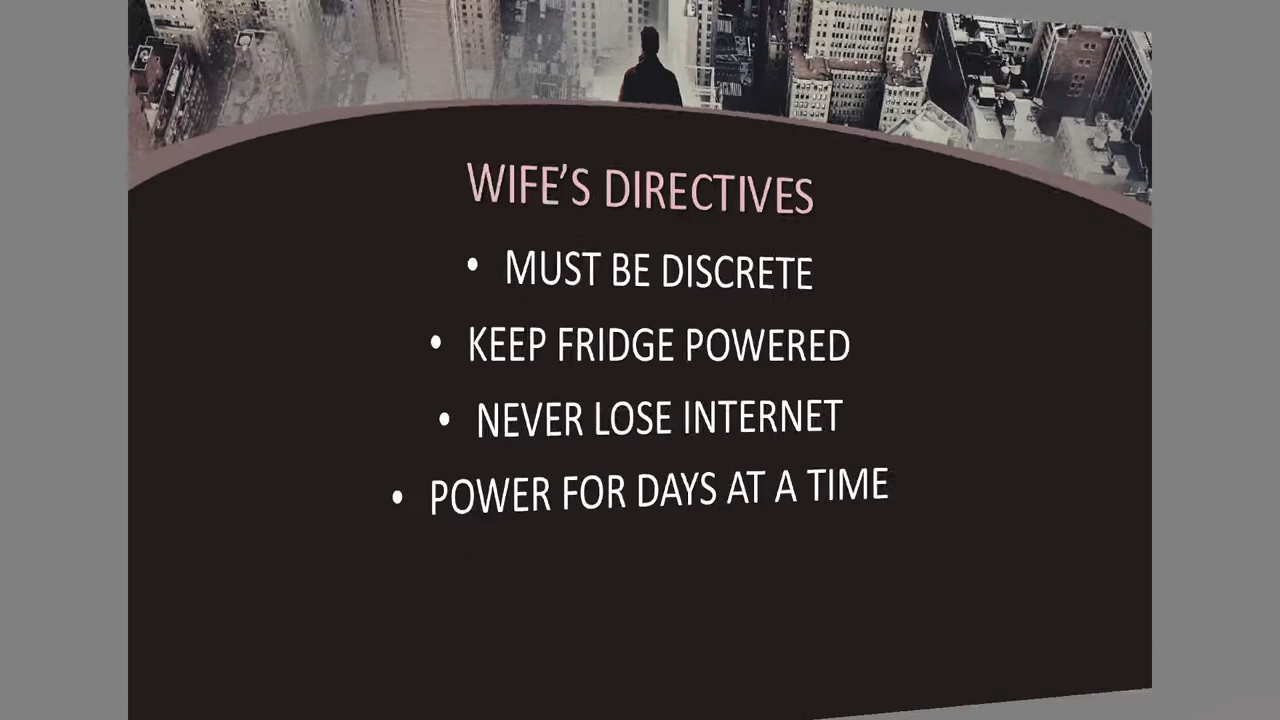 WIFE’S DIRECTIVES
• MUST BE DISCRETE
• KEEP FRIDGE POWERED
• NEVER LOSE INTERNET
• POWER FOR DAYS AT A TIME